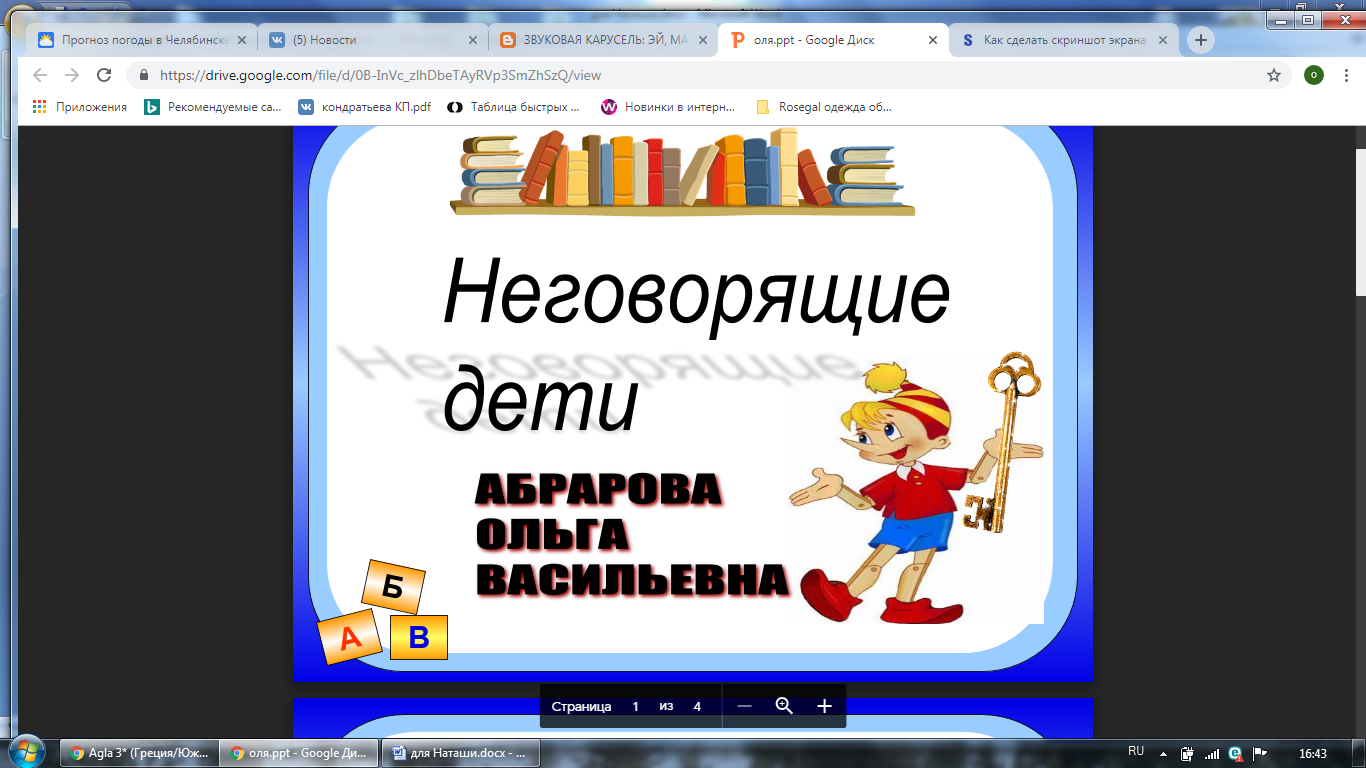 Прогноз погоды в Челябинске
(5) Новости
ЗВУКОВАЯ КАРУСЕЛЬ: ЭЙ, МА
оля.ppt - Google Диск
Как сделать скриншот экрана
https://drive.google.com/file/d/0B-InVc_zlhDbeTAyRVp3SmZhSzQ/view
о
Приложения
Рекомендуемые са...
кондратьева КП.pdf
Таблица быстрых ...
Новинки в интерн...
Rosegal одежда об...
Неговорящие
дети
АБРАРОВА
ОЛЬГА
ВАСИЛЬЕВНА
Б
А
В
Страница 1 из 4
Agla 3* (Греция/Юж...
оля.ppt - Google Ди...
для Наташи.docx - ...
RU
16:43